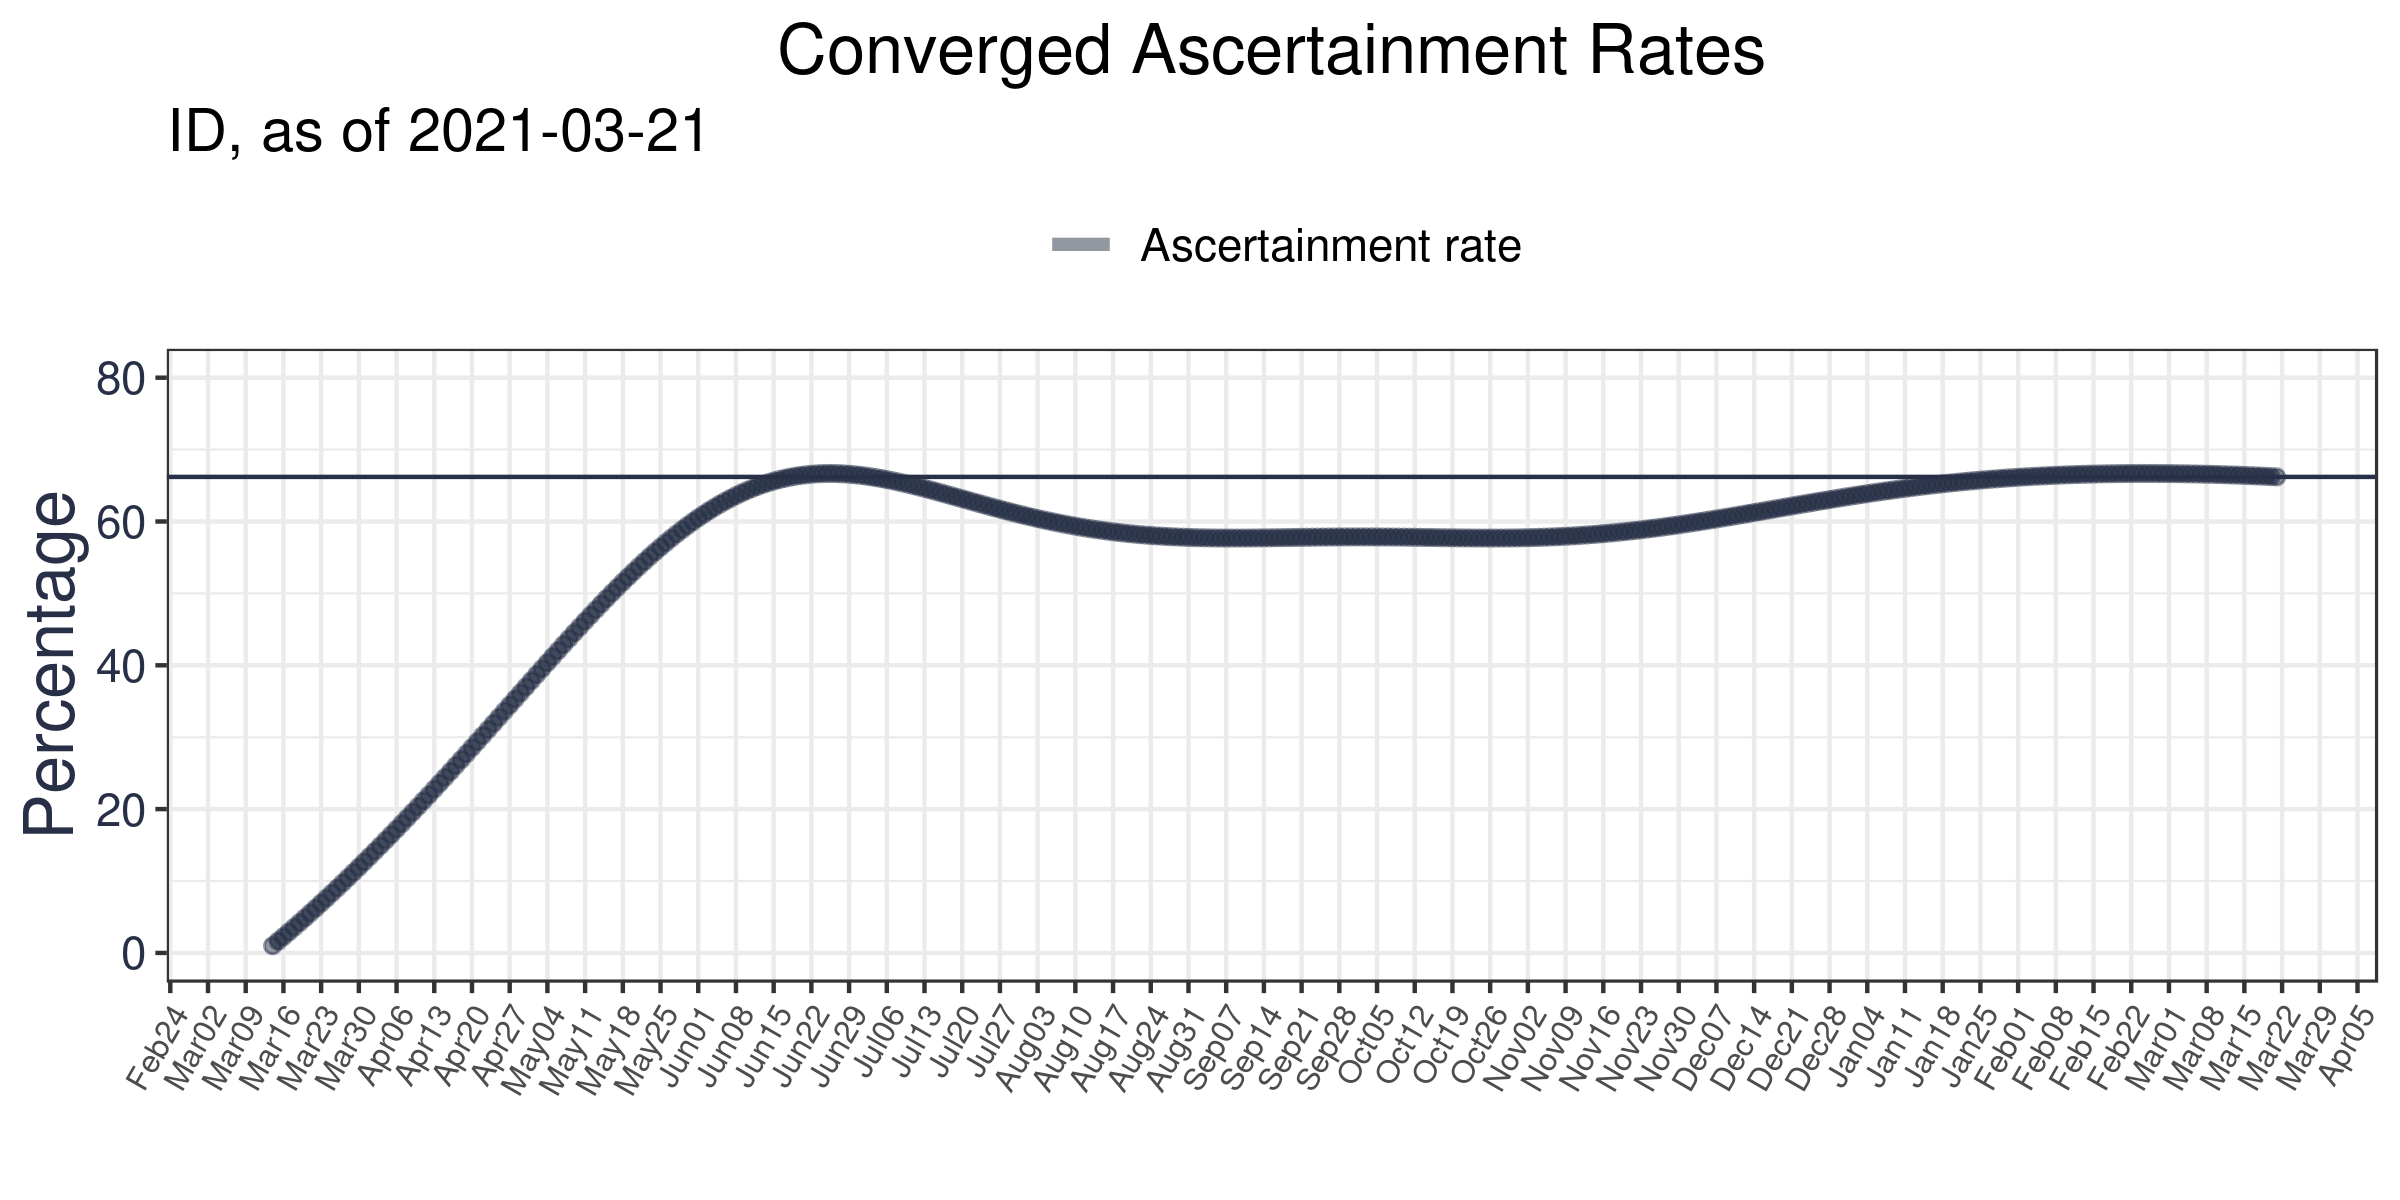 Converged Ascertainment Rates
ID, as of 2021-03-21
Ascertainment rate
Percentage
80
60
40
20
0
Feb24
Mar02
Mar09
Mar16
Mar23
Mar30
Apr06
Apr13
Apr20
Apr27
May04
May11
May18
May25
Jun01
Jun08
Jun15
Jun22
Jun29
Jul06
Jul13
Jul20
Jul27
Aug03
Aug10
Aug17
Aug24
Aug31
Sep07
Sep14
Sep21
Sep28
Oct05
Oct12
Oct19
Oct26
Nov02
Nov09
Nov16
Nov23
Nov30
Dec07
Dec14
Dec21
Dec28
Jan04
Jan11
Jan18
Jan25
Feb01
Feb08
Feb15
Feb22
Mar01
Mar08
Mar15
Mar22
Mar29
Apr05